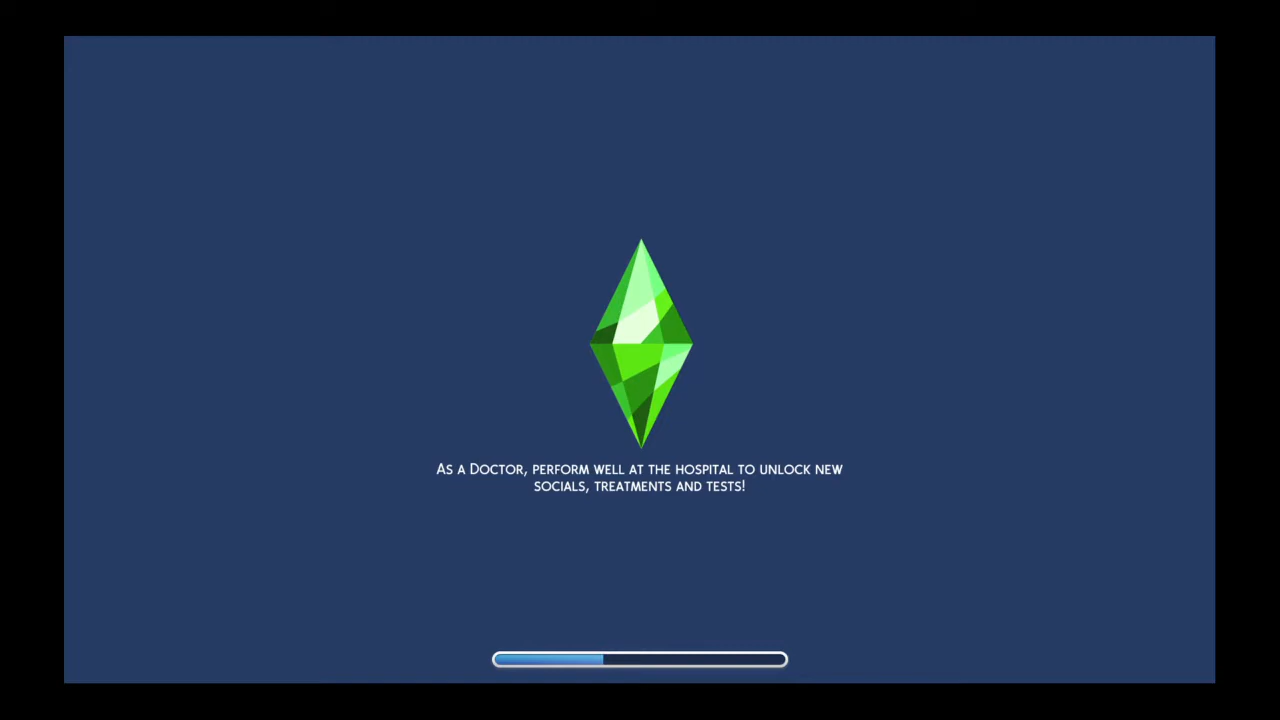 As a Doctor, perform well at the hospital to unlock new
socials, treatments and tests!